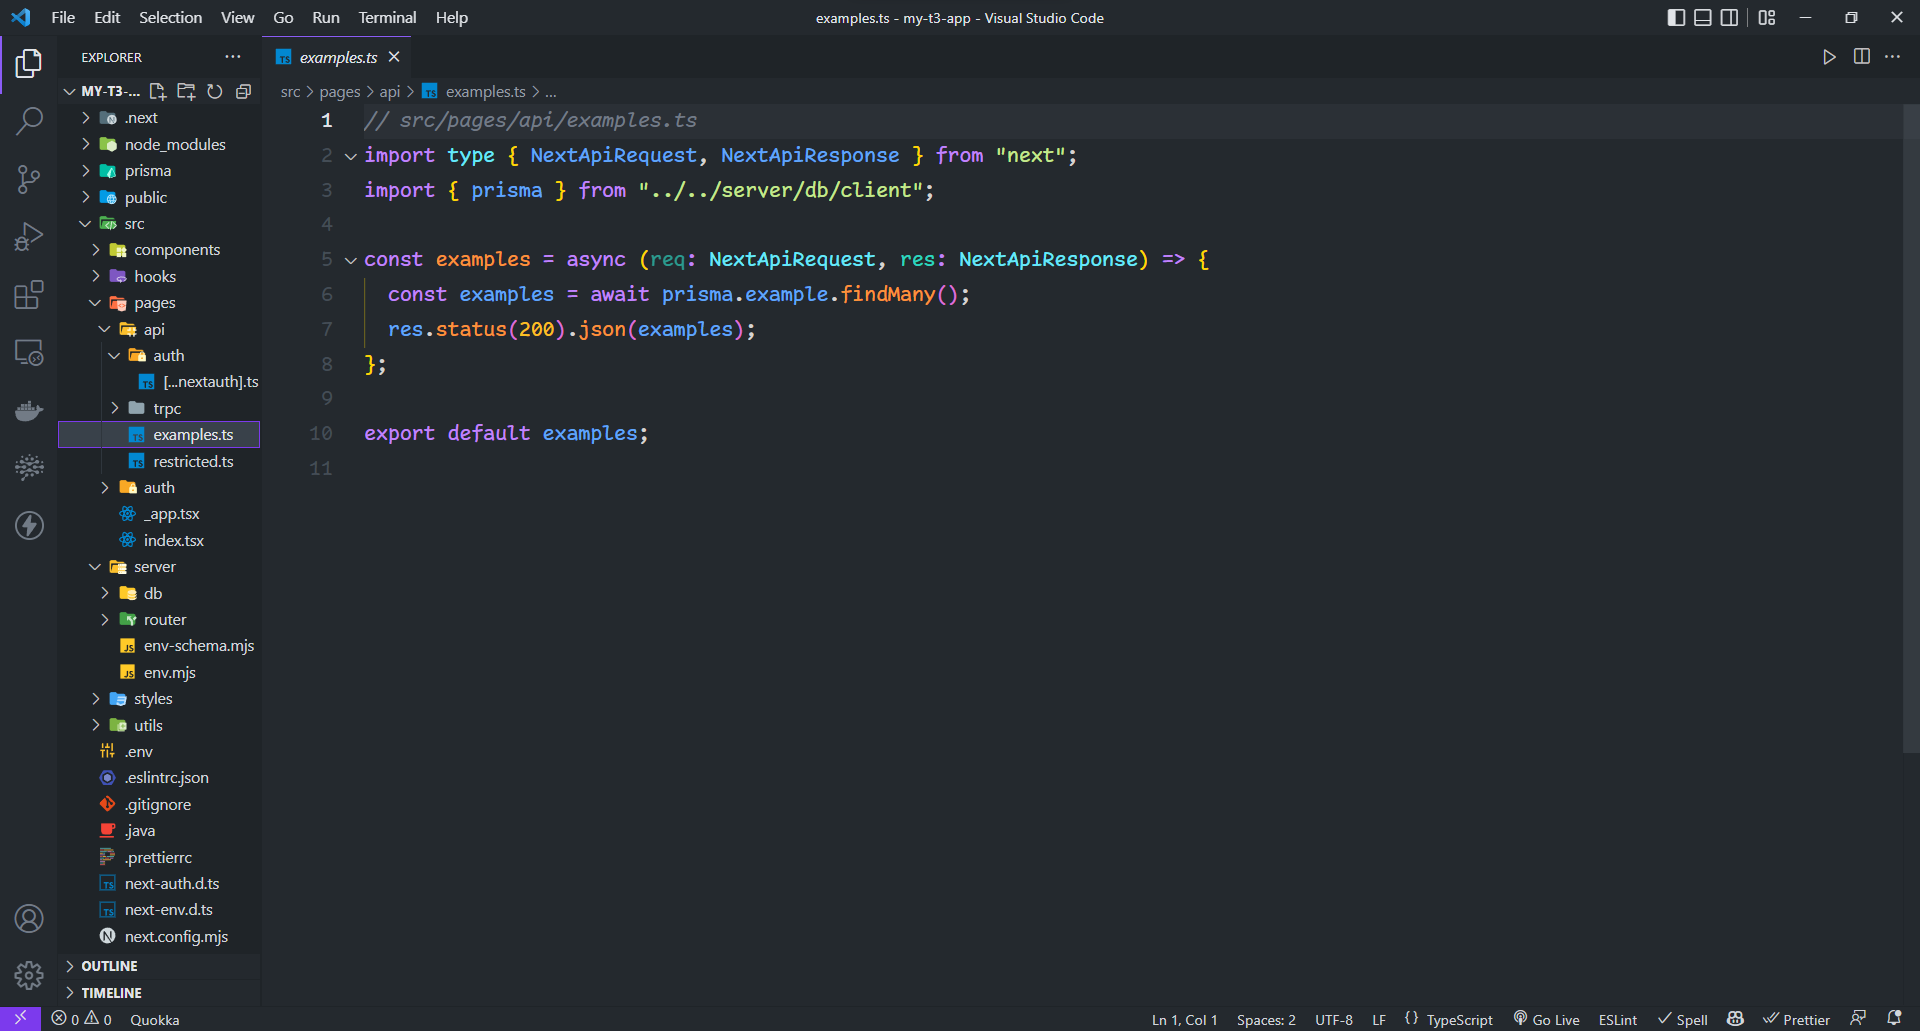 File Edit Selection View Go Run Terminal Help
examples.ts - my-t3-app - Visual Studio Code
EXPLORER
MY-T3-...
.next
node_modules
prisma
public
src
components
hooks
pages
api
auth
[...nextauth].ts
trpc
examples.ts
restricted.ts
auth
_app.tsx
index.tsx
server
db
router
env-schema.mjs
env.mjs
styles
utils
.env
.eslintrc.json
.gitignore
.java
.prettierrc
next-auth.d.ts
next-env.d.ts
next.config.mjs
OUTLINE
TIMELINE
examples.ts
src > pages > api > examples.ts > ...
1 // src/pages/api/examples.ts
2 import type { NextApiRequest, NextApiResponse } from "next";
3 import { prisma } from "../../server/db/client";
4
5 const examples = async (req: NextApiRequest, res: NextApiResponse) => {
6 const examples = await prisma.example.findMany();
7 res.status(200).json(examples);
8 };
9
10 export default examples;
11
0 0 Quokka
Ln 1, Col 1 Spaces: 2 UTF-8 LF {} TypeScript Go Live ESLint Spell Prettier